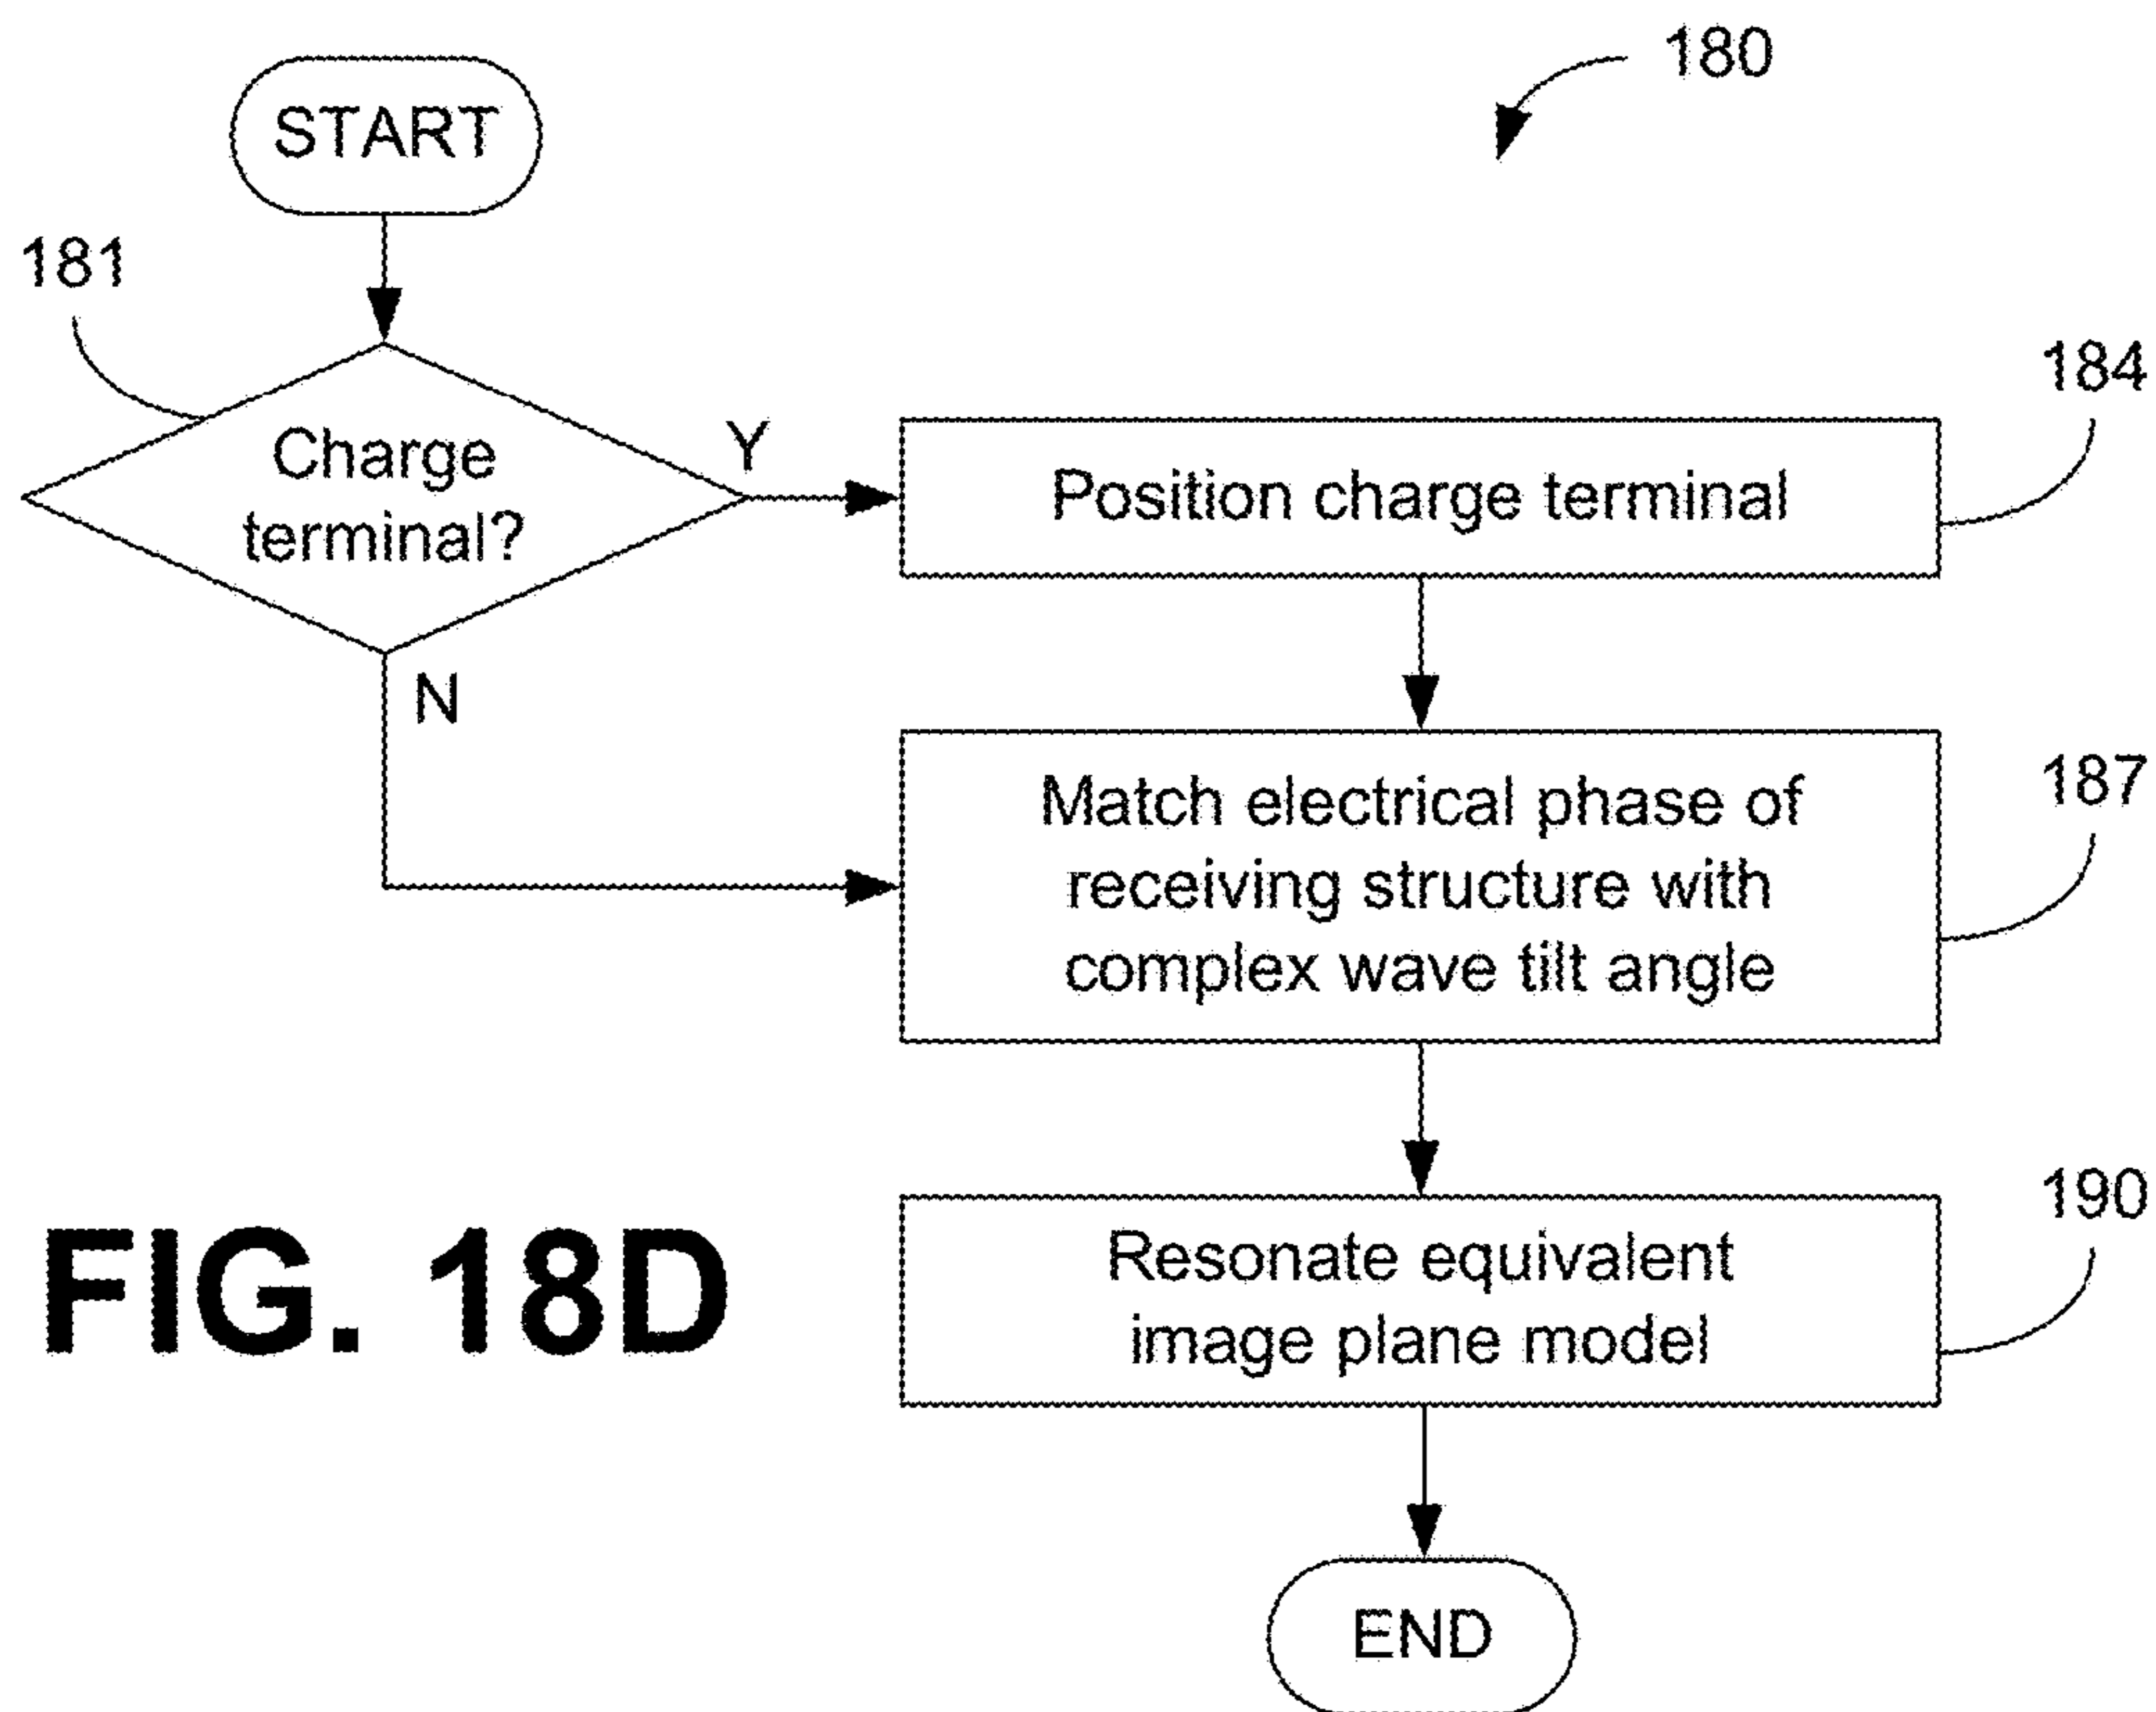 START
180
181
Charge
terminal?
Y
N
Position charge terminal
184
Match electrical phase of
receiving structure with
complex wave tilt angle
187
Resonate equivalent
image plane model
190
END
FIG. 18D